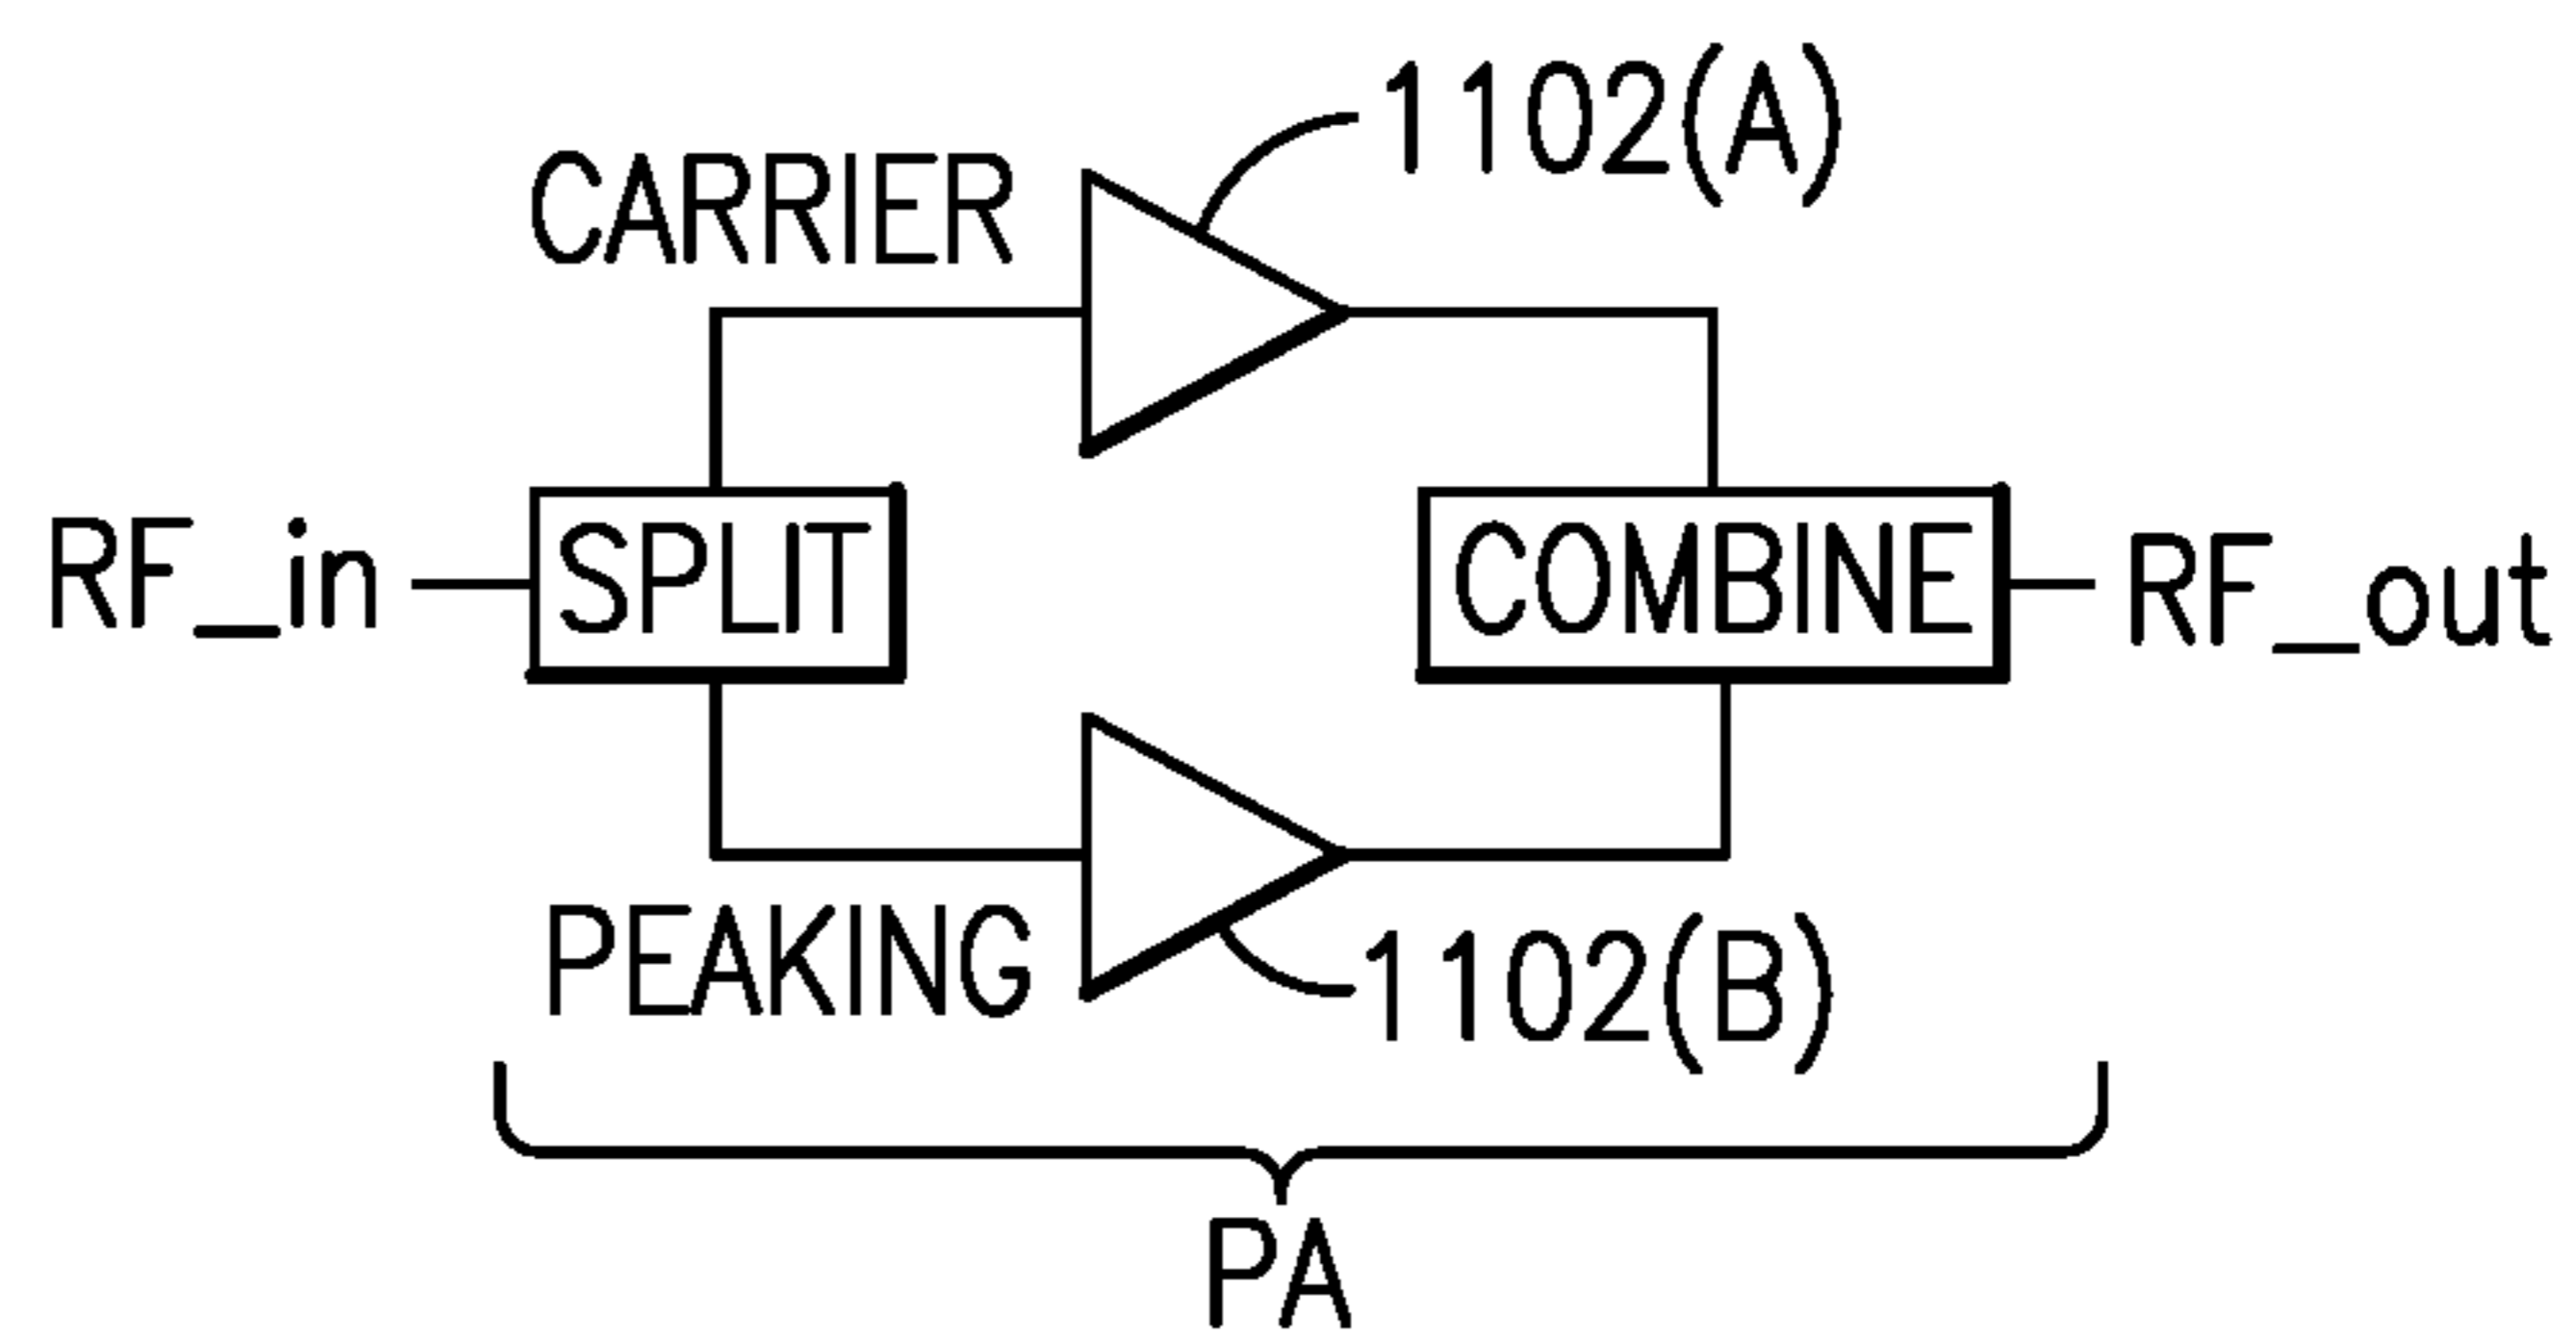 1102(A)
CARRIER
RF_in
SPLIT
COMBINE
RF_out
PEAKING
1102(B)
PA